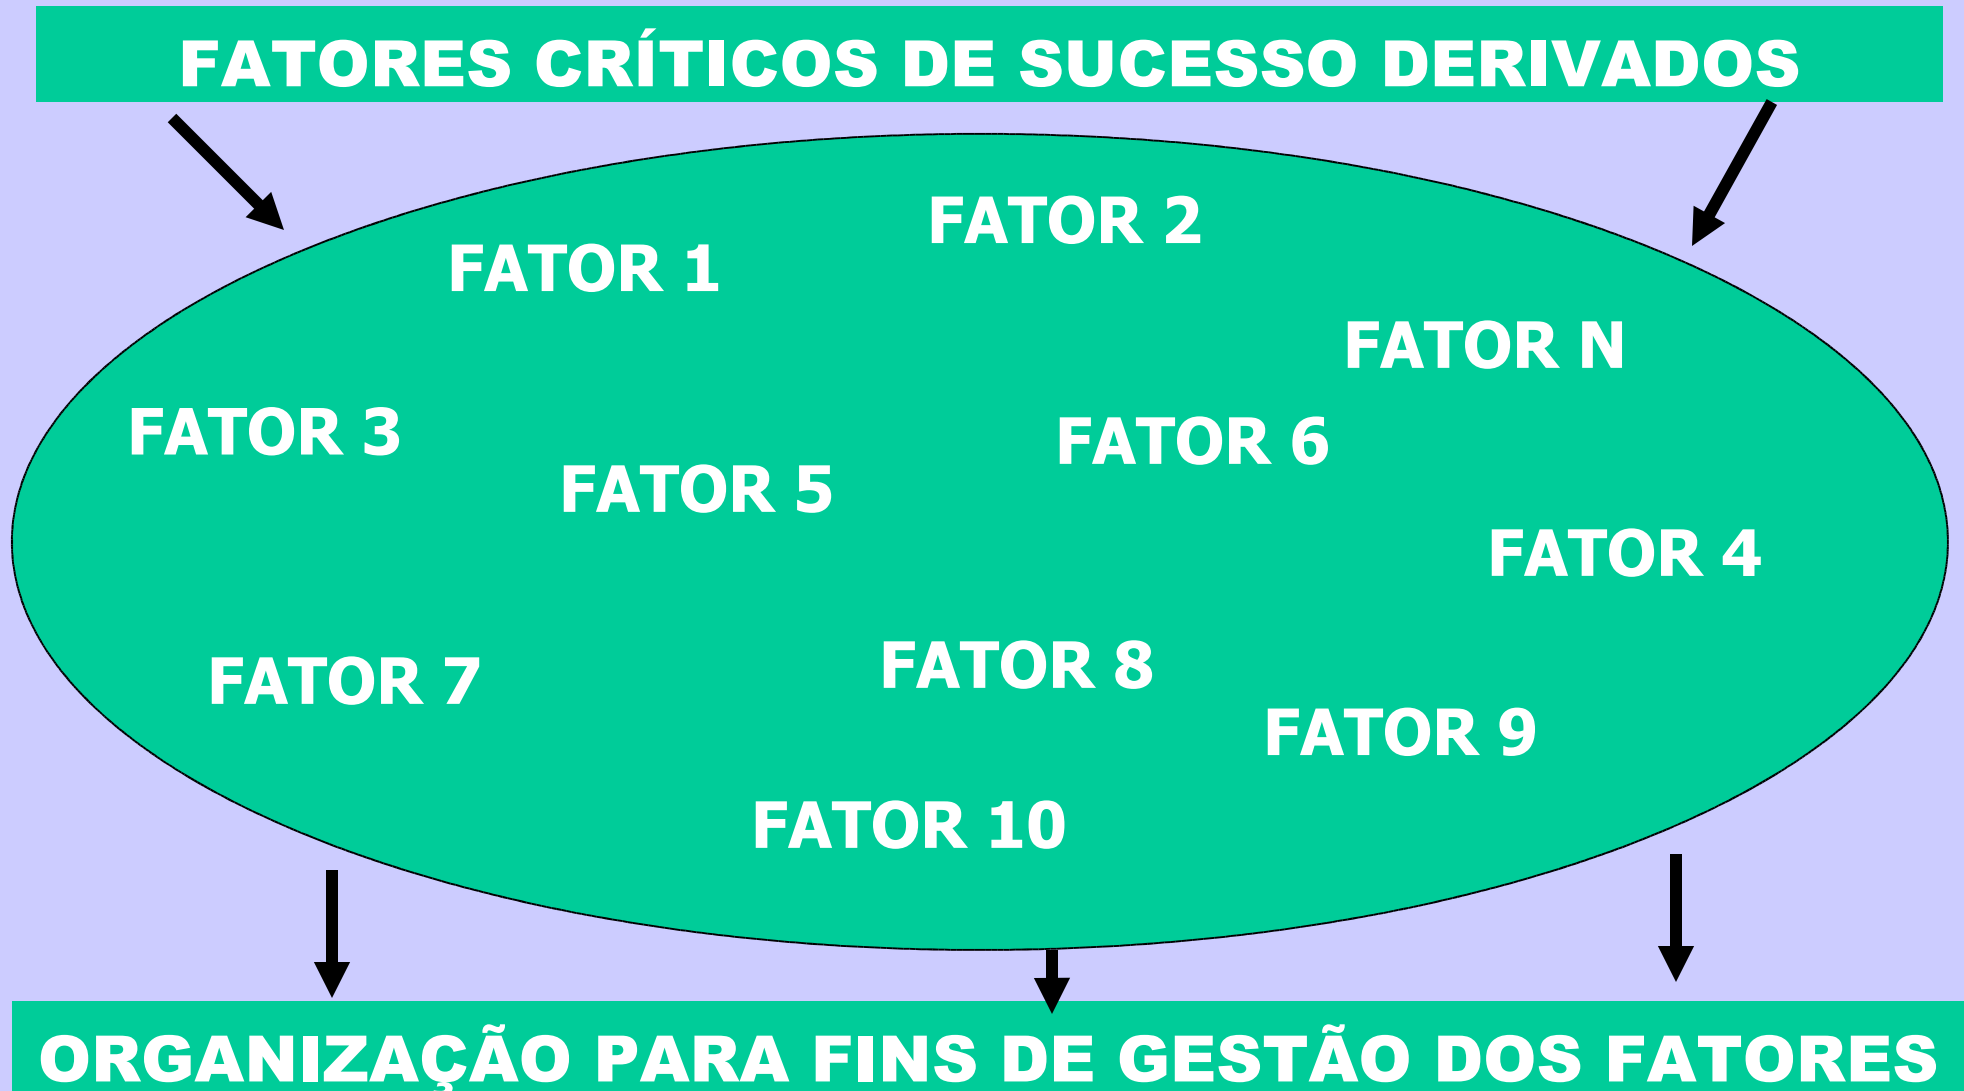 FATORES CRÍTICOS DE SUCESSO DERIVADOS
FATOR 2
FATOR 1
FATOR N
FATOR 3
FATOR 6
FATOR 5
FATOR 4
FATOR 8
FATOR 7
FATOR 9
FATOR 10
ORGANIZAÇÃO PARA FINS DE GESTÃO DOS FATORES